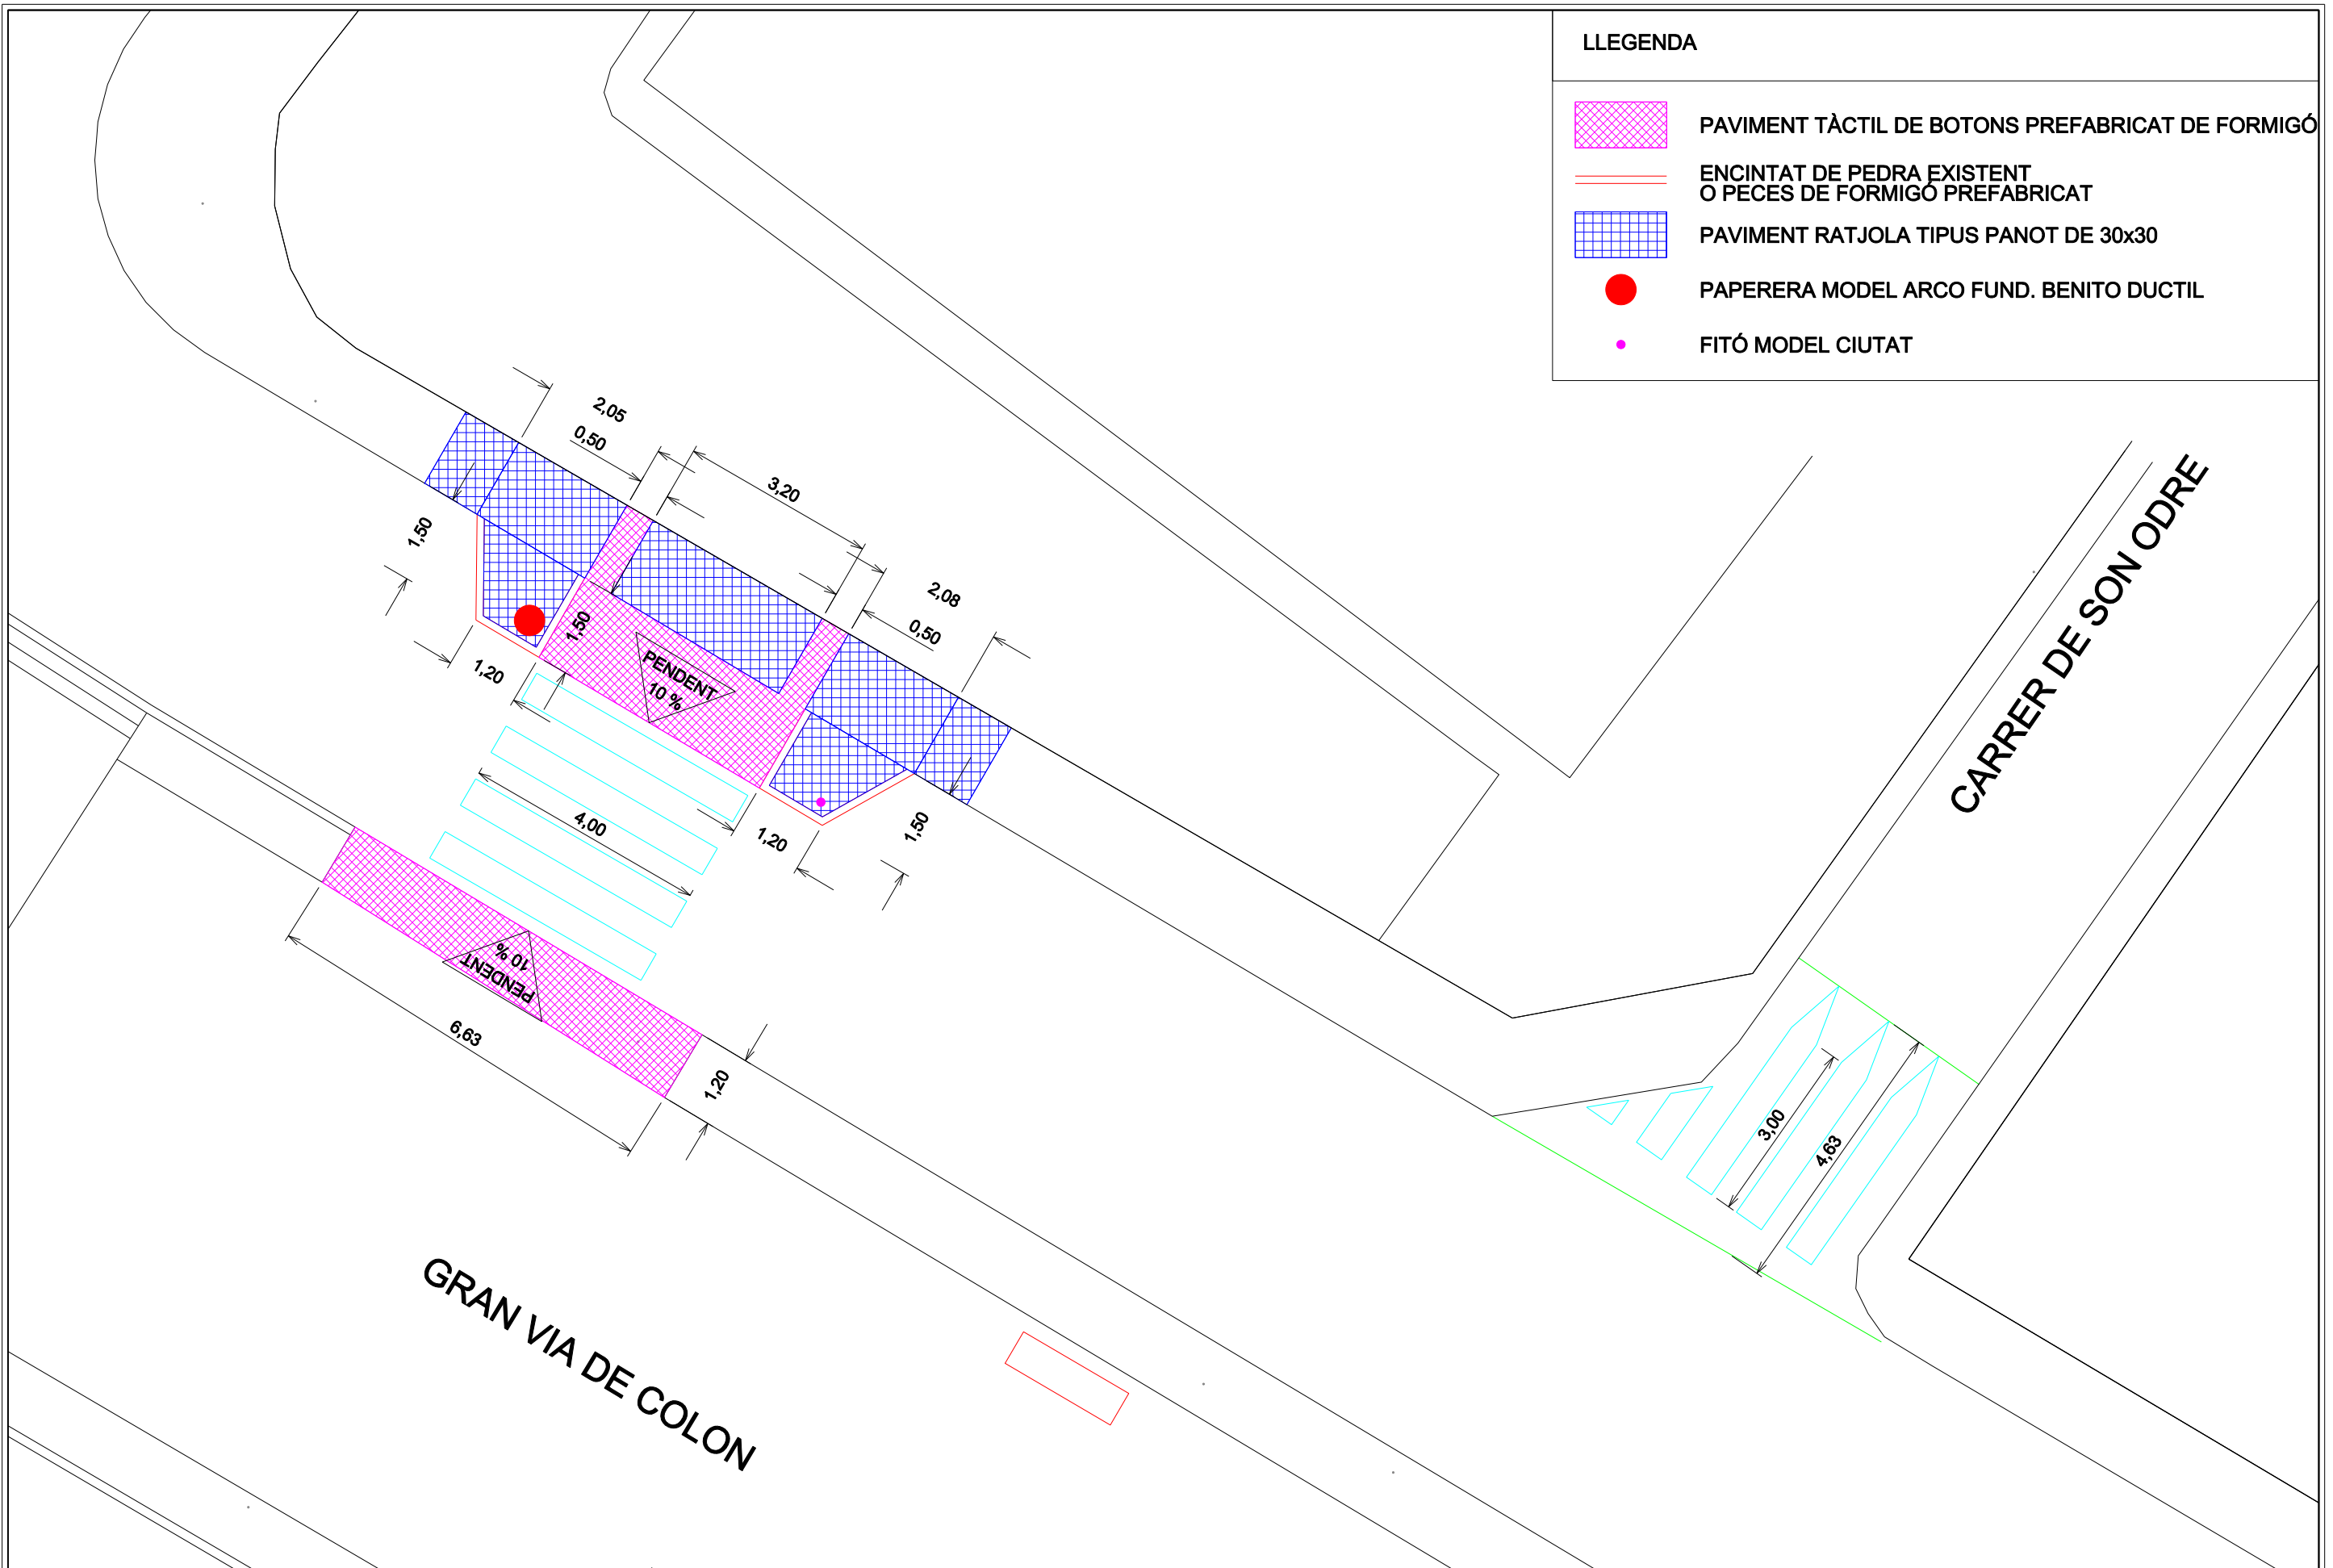 LLEGENDA
PAVIMENT TÀCTIL DE BOTONS PREFABRICAT DE FORMIGÓ
ENCINTAT DE PEDRA EXISTENT
O PECES DE FORMIGÓ PREFABRICAT
PAVIMENT RATJOLA TIPUS PANOT DE 30x30
PAPERERA MODEL ARCO FUND. BENITO DUCTIL
FITÓ MODEL CIUTAT
2,05
0,50
3,20
1,50
2,08
0,50
1,50
1,20
PENDENT
10 %
4,00
1,20
1,50
10 %
PENDENT
6,63
1,20
CARRER DE SON ODRE
3,00
4,63
GRAN VIA DE COLON